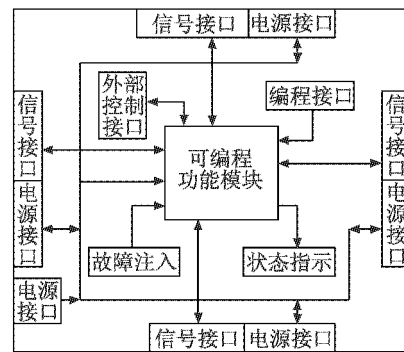 信号接口
电源接口
外部
控制
接口
编程接口
信号接口
电源接口
可编程
功能模块
信号接口
电源接口
故障注入
状态指示
电源
接口
信号接口
电源接口